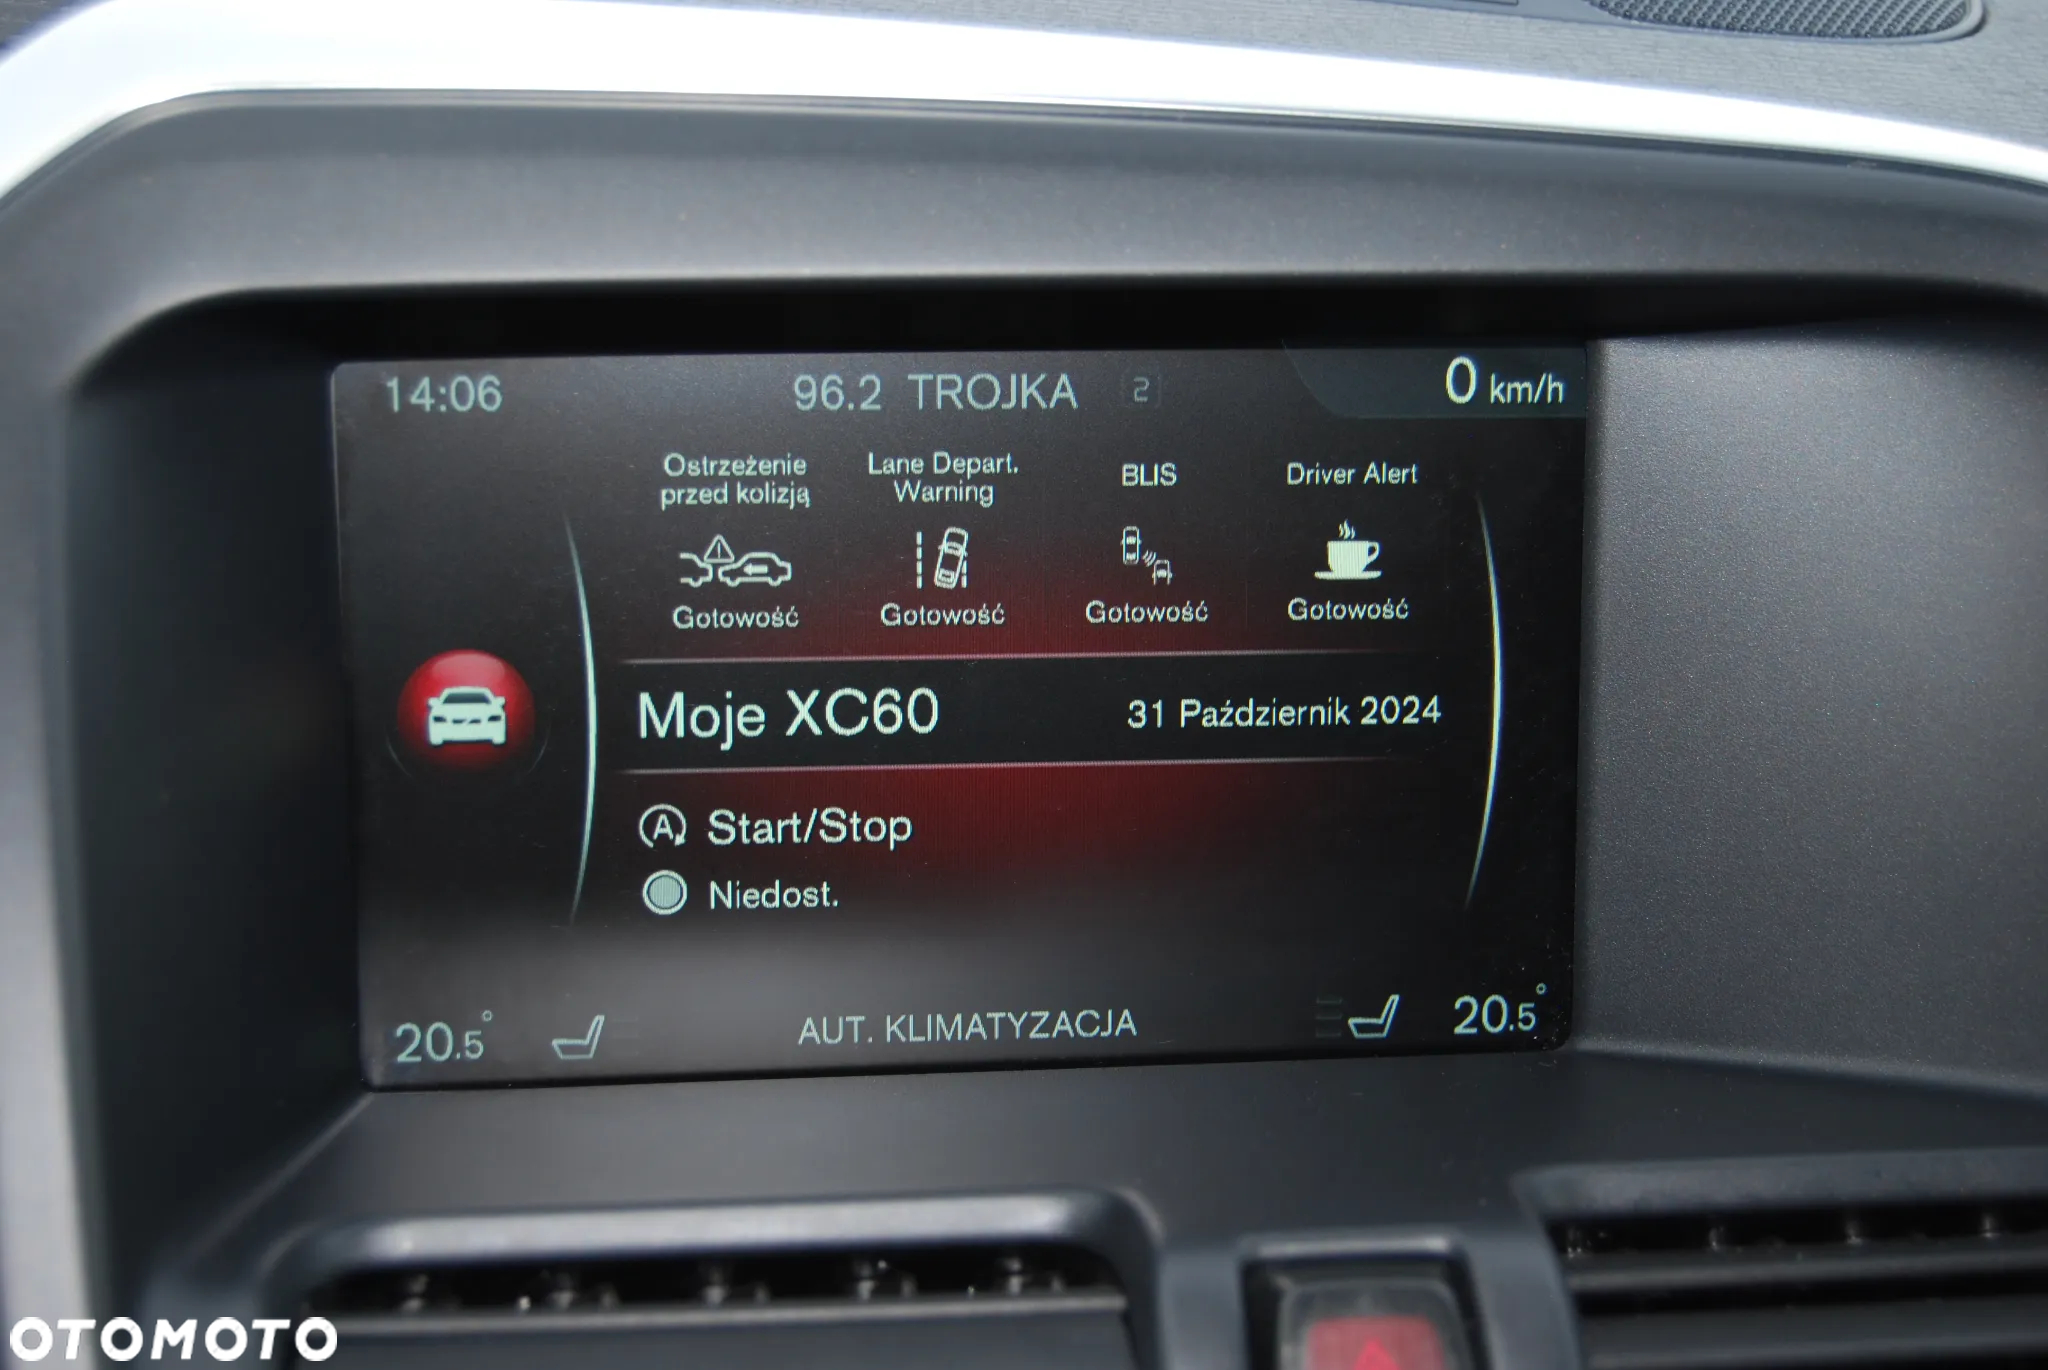 14:06
96.2 TROJKA 2
0 km/h
Ostrzeżenie
przed kolizją
Lane Depart.
Warning
BLIS
Driver Alert
Gotowość
Gotowość
Gotowość
Gotowość
Moje XC60
31 Październik 2024
A Start/Stop
Niedost.
20.5°
AUT. KLIMATYZACJA
20.5°
OTOMOTO